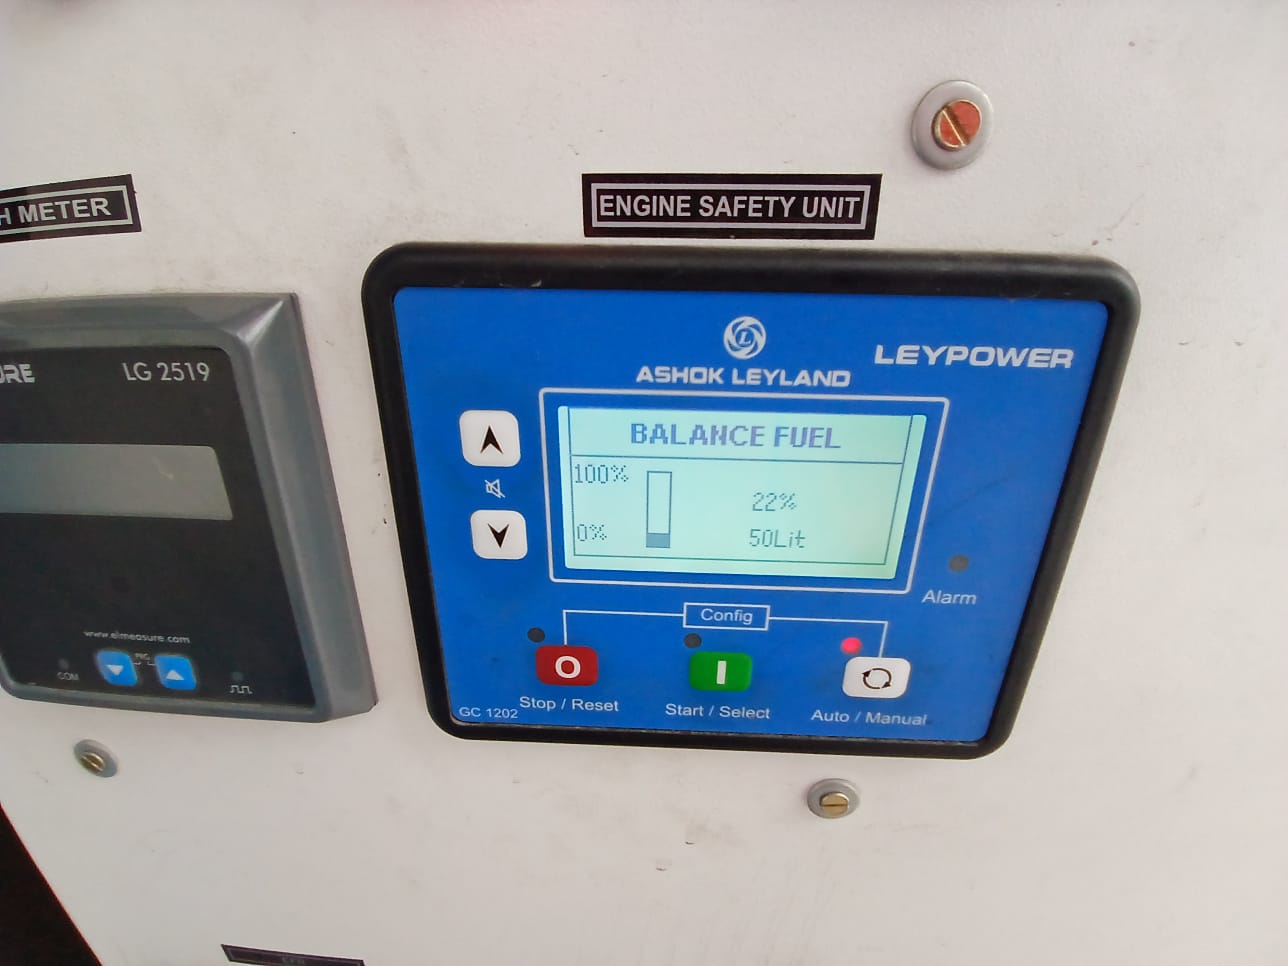 H METER
ENGINE SAFETY UNIT
URE
LG 2519
www.elmeasure.com
PRG
COM
ASHOK LEYLAND
LEYPOWER
BALANCE FUEL
100%
22%
0%
50Lit
Alarm
Config
O
I
Stop / Reset
Start / Select
Auto / Manual
GC 1202